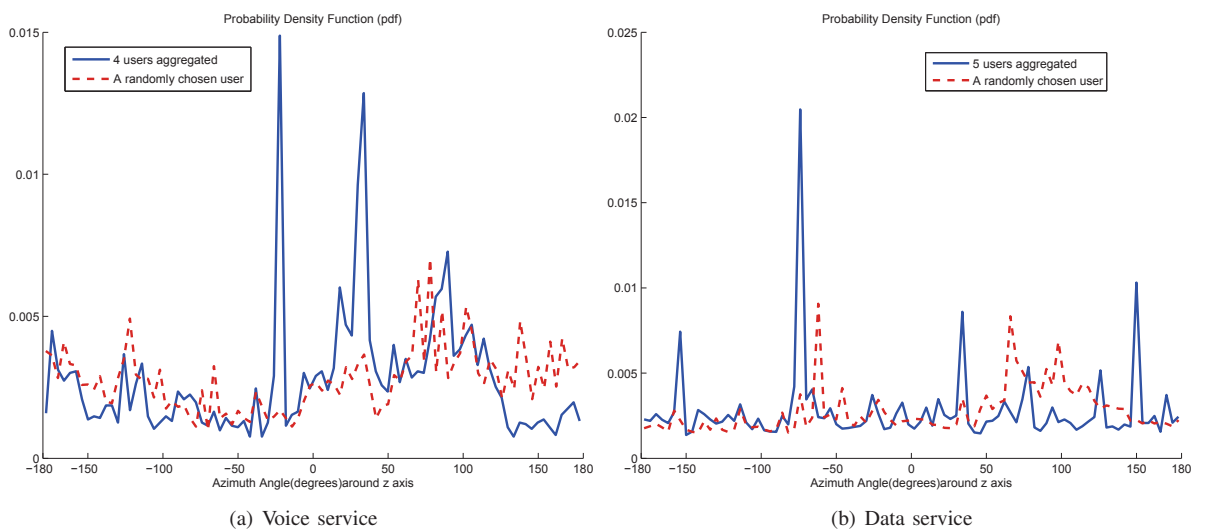 Probability Density Function (pdf)
0.015
0.01
0.005
0
4 users aggregated
A randomly chosen user
−180 −150 −100 −50 0 50 100 150 180
Azimuth Angle(degrees)around z axis
(a) Voice service
Probability Density Function (pdf)
0.025
0.02
0.015
0.01
0.005
0
5 users aggregated
A randomly chosen user
−180 −150 −100 −50 0 50 100 150 180
Azimuth Angle(degrees)around z axis
(b) Data service